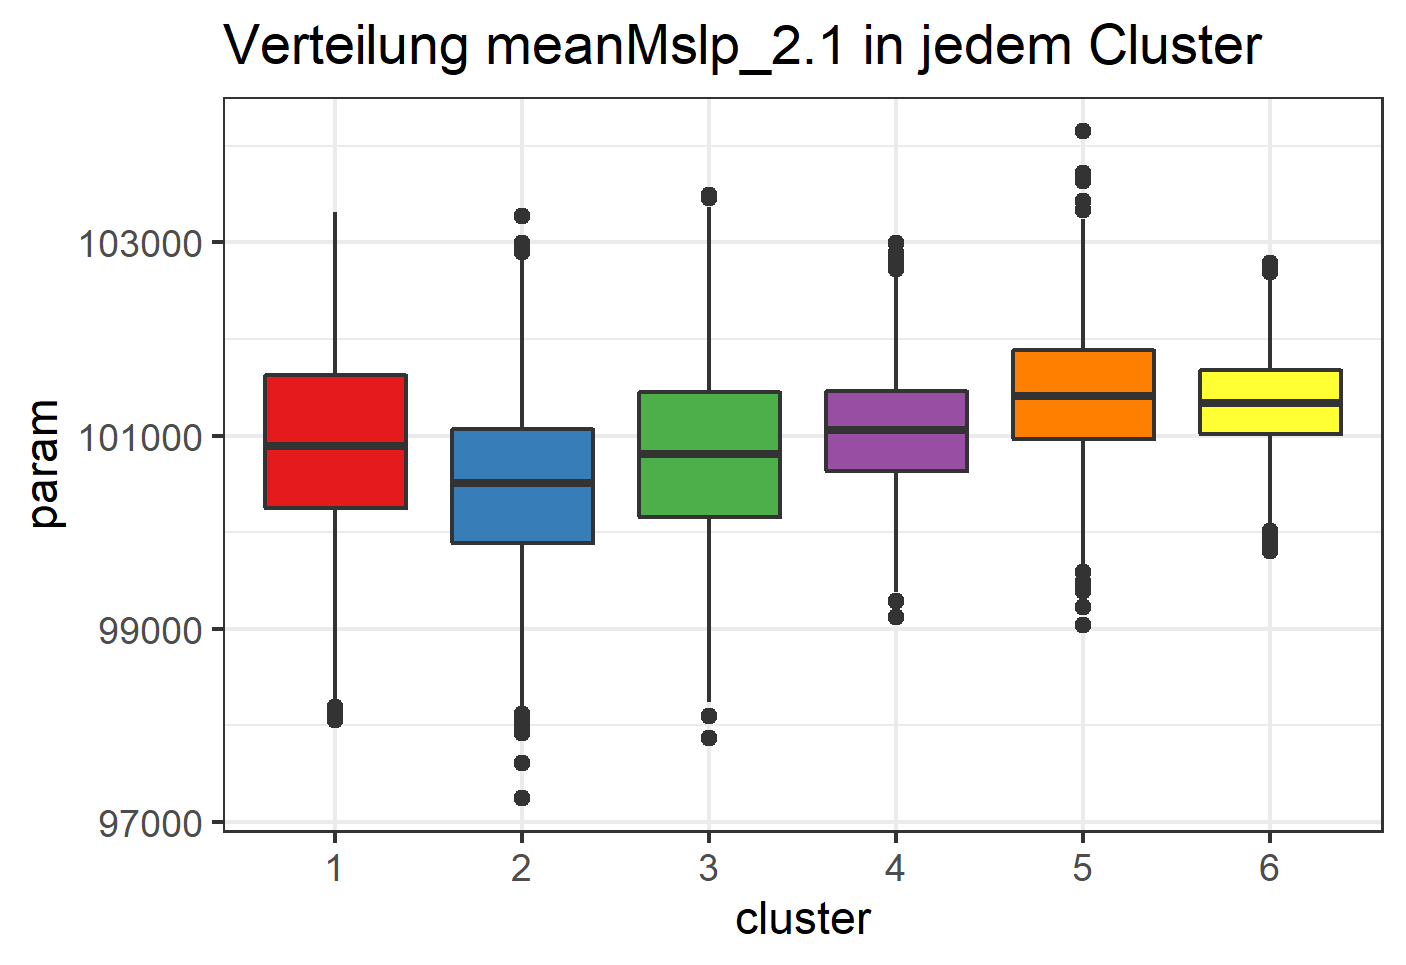 Verteilung meanMslp_2.1 in jedem Cluster
103000
101000
99000
97000
param
1 2 3 4 5 6
cluster